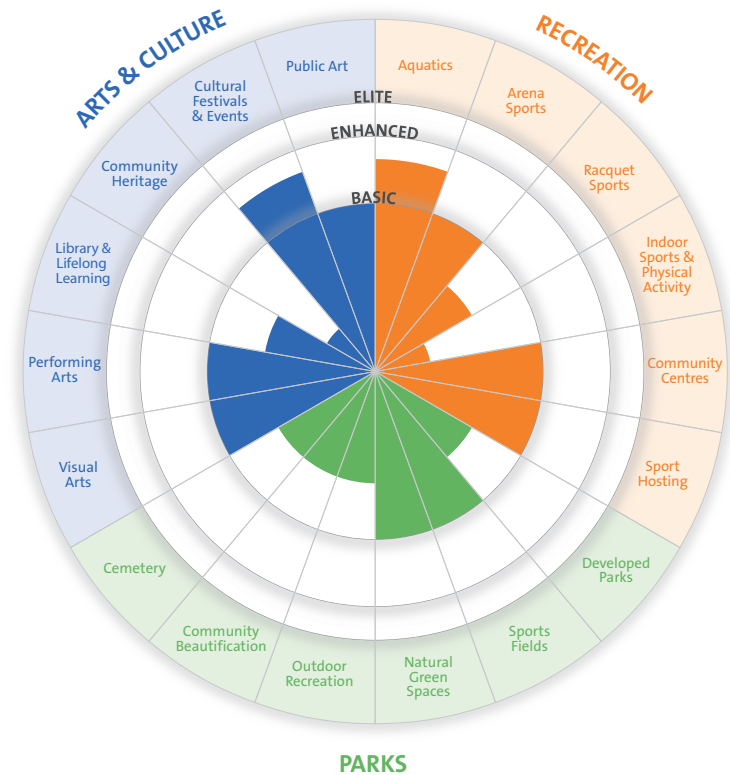 ARTS & CULTURE
RECREATION
Public Art
Aquatics
Cultural
Festivals
& Events
Arena
Sports
ELITE
ENHANCED
Community
Heritage
Racquet
Sports
BASIC
Library &
Lifelong
Learning
Indoor
Sports &
Physical
Activity
Performing
Arts
Community
Centres
Visual
Arts
Sport
Hosting
Cemetery
Developed
Parks
Community
Beautification
Sports
Fields
Outdoor
Recreation
Natural
Green
Spaces
PARKS